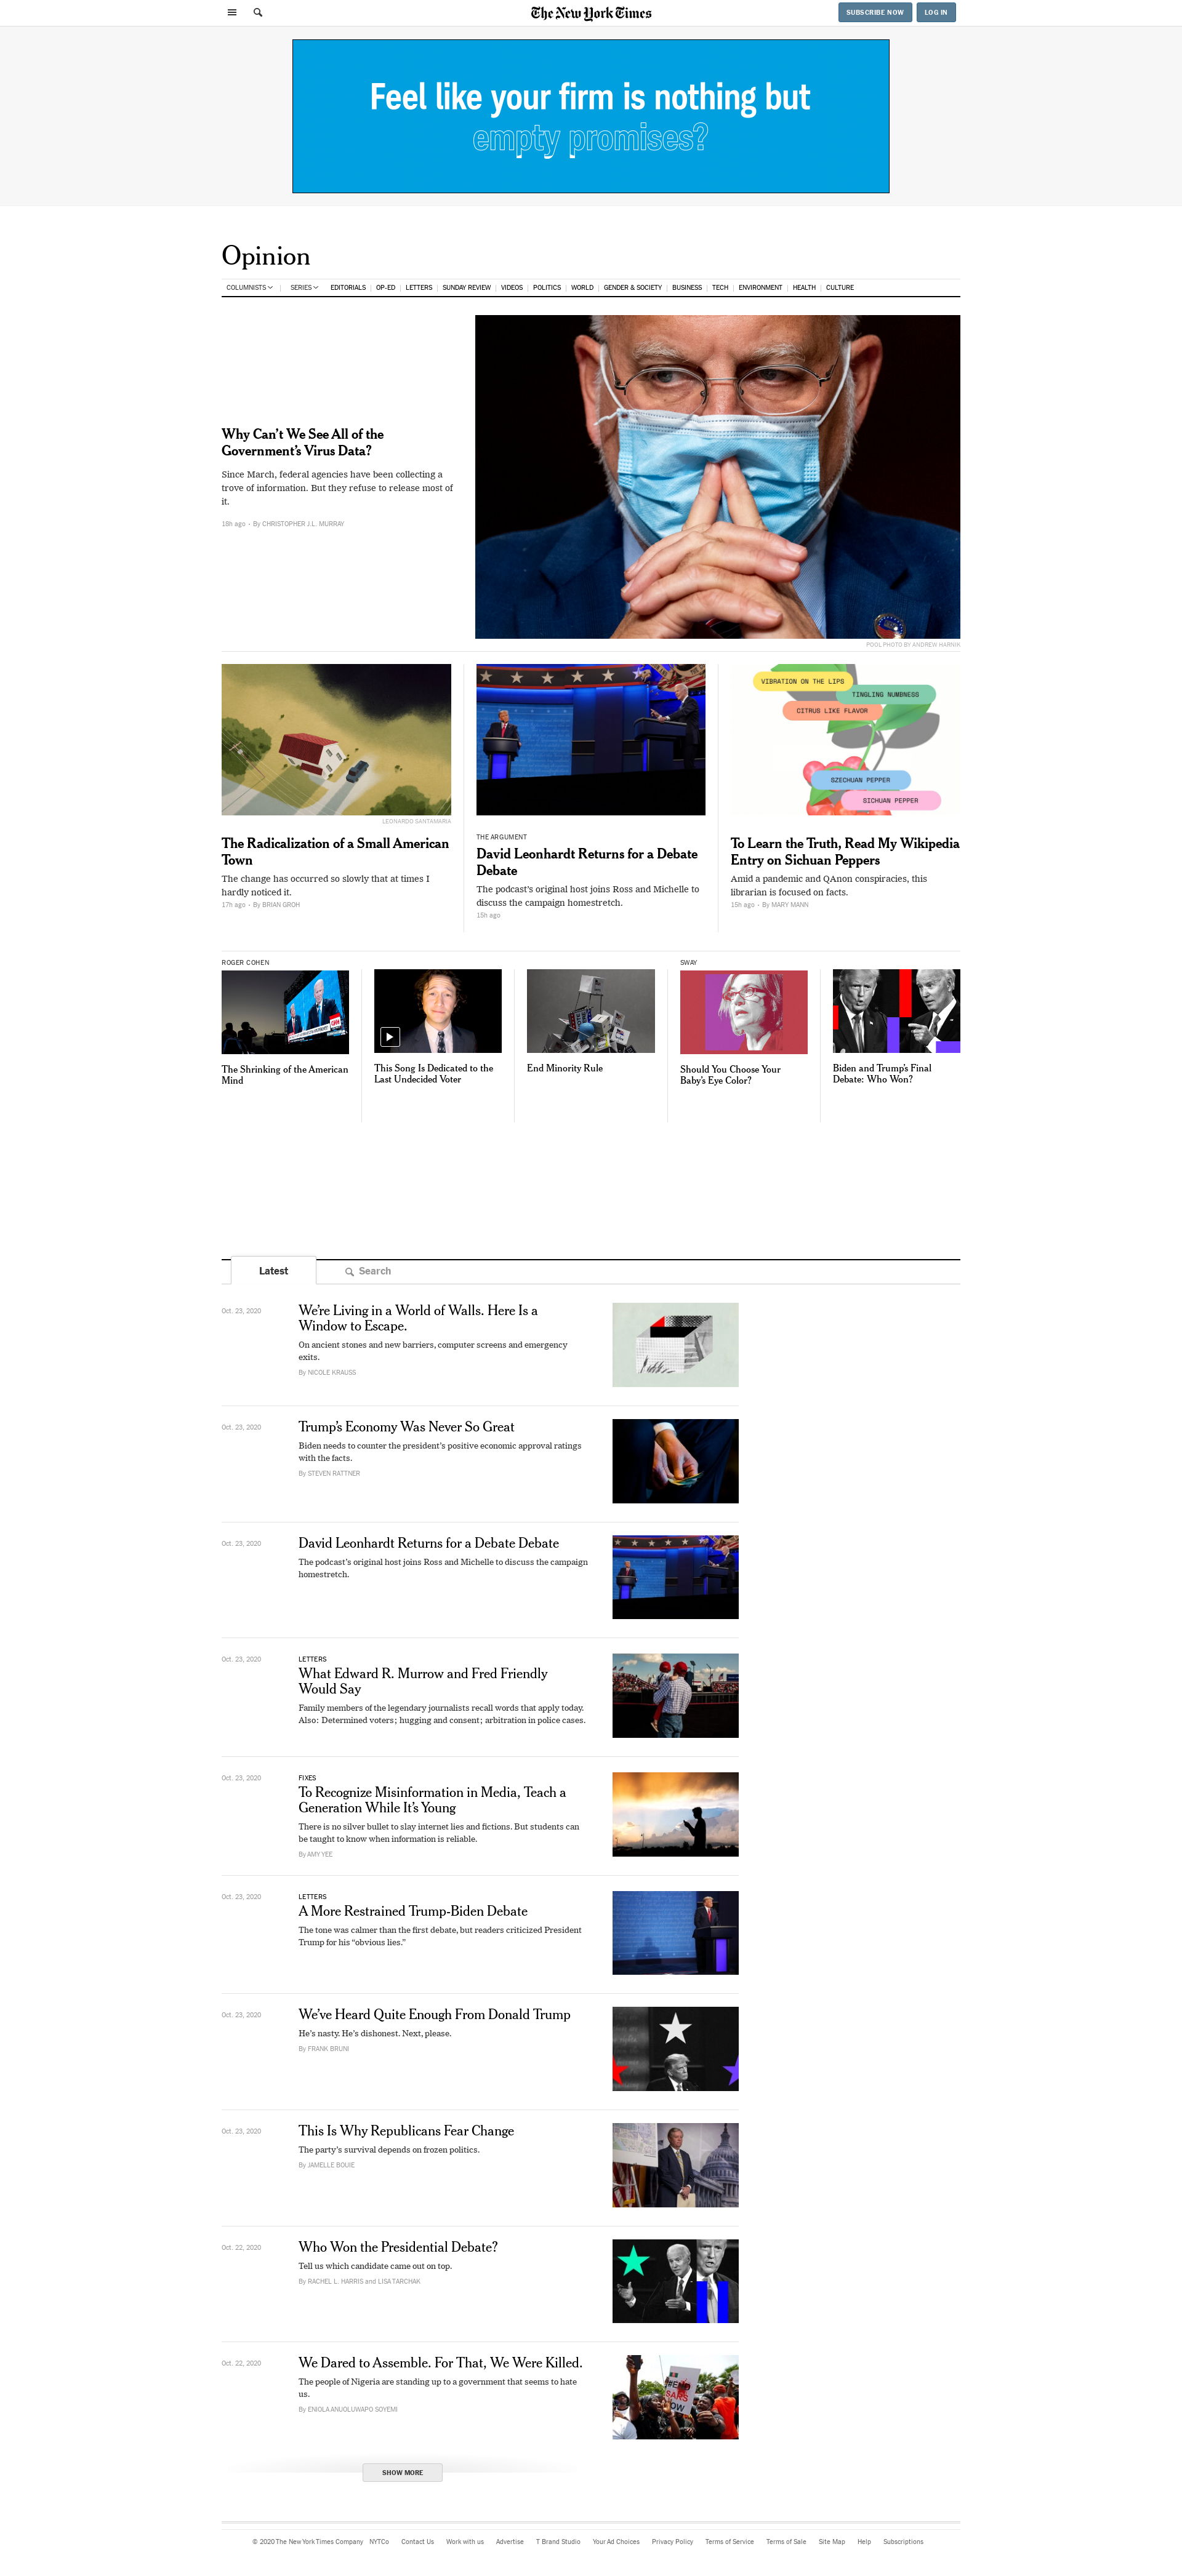 The New York Times
SUBSCRIBE NOW
LOG IN
Feel like your firm is nothing but
empty promises?
Opinion
COLUMNISTS SERIES EDITORIALS OP-ED LETTERS SUNDAY REVIEW VIDEOS POLITICS WORLD GENDER & SOCIETY BUSINESS TECH ENVIRONMENT HEALTH CULTURE
Why Can’t We See All of the
Government’s Virus Data?
Since March, federal agencies have been collecting a
trove of information. But they refuse to release most of
it.
18h ago • By CHRISTOPHER J.L. MURRAY
POOL PHOTO BY ANDREW HARNIK
LEONARDO SANTAMARIA
The Radicalization of a Small American
Town
The change has occurred so slowly that at times I
hardly noticed it.
17h ago • By BRIAN GROH
THE ARGUMENT
David Leonhardt Returns for a Debate
Debate
The podcast’s original host joins Ross and Michelle to
discuss the campaign homestretch.
15h ago
VIBRATION ON THE LIPS
TINGLING NUMBNESS
CITRUS LIKE FLAVOR
SZECHUAN PEPPER
SICHUAN PEPPER
To Learn the Truth, Read My Wikipedia
Entry on Sichuan Peppers
Amid a pandemic and QAnon conspiracies, this
librarian is focused on facts.
15h ago • By MARY MANN
ROGER COHEN
CNN
The Shrinking of the American
Mind
This Song Is Dedicated to the
Last Undecided Voter
End Minority Rule
SWAY
Should You Choose Your
Baby’s Eye Color?
Biden and Trump’s Final
Debate: Who Won?
Latest
Search
Oct. 23, 2020
We’re Living in a World of Walls. Here Is a
Window to Escape.
On ancient stones and new barriers, computer screens and emergency
exits.
By NICOLE KRAUSS
Oct. 23, 2020
Trump’s Economy Was Never So Great
Biden needs to counter the president’s positive economic approval ratings
with the facts.
By STEVEN RATTNER
Oct. 23, 2020
David Leonhardt Returns for a Debate Debate
The podcast’s original host joins Ross and Michelle to discuss the campaign
homestretch.
Oct. 23, 2020
LETTERS
What Edward R. Murrow and Fred Friendly
Would Say
Family members of the legendary journalists recall words that apply today.
Also: Determined voters; hugging and consent; arbitration in police cases.
Oct. 23, 2020
FIXES
To Recognize Misinformation in Media, Teach a
Generation While It’s Young
There is no silver bullet to slay internet lies and fictions. But students can
be taught to know when information is reliable.
By AMY YEE
Oct. 23, 2020
LETTERS
A More Restrained Trump-Biden Debate
The tone was calmer than the first debate, but readers criticized President
Trump for his “obvious lies.”
Oct. 23, 2020
We’ve Heard Quite Enough From Donald Trump
He’s nasty. He’s dishonest. Next, please.
By FRANK BRUNI
Oct. 23, 2020
This Is Why Republicans Fear Change
The party’s survival depends on frozen politics.
By JAMELLE BOUIE
Oct. 22, 2020
Who Won the Presidential Debate?
Tell us which candidate came out on top.
By RACHEL L. HARRIS and LISA TARCHAK
Oct. 22, 2020
We Dared to Assemble. For That, We Were Killed.
The people of Nigeria are standing up to a government that seems to hate
us.
By ENIOLA ANUOLUWAPO SOYEMI
#END
SARS
NOW
SHOW MORE
© 2020 The New York Times Company NYTCo Contact Us Work with us Advertise T Brand Studio Your Ad Choices Privacy Policy Terms of Service Terms of Sale Site Map Help Subscriptions